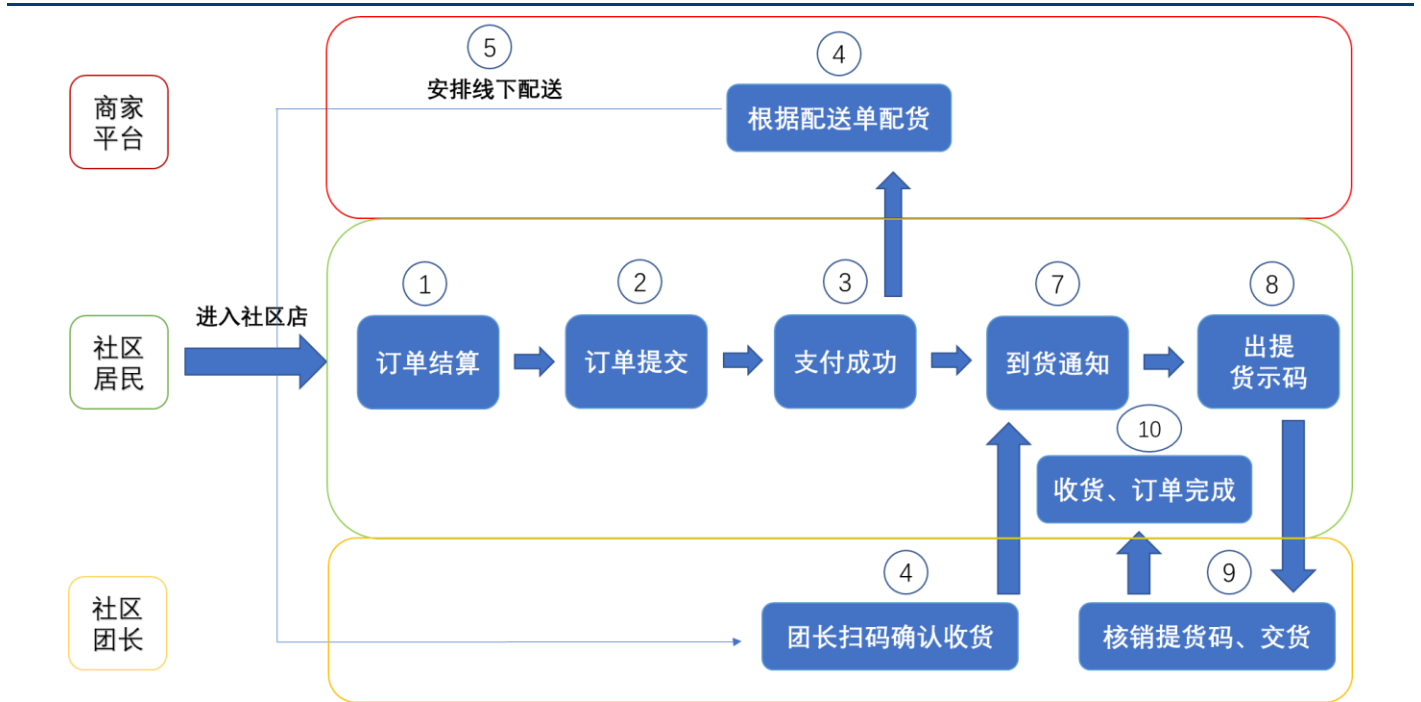 ⑤
④
安排线下配送
根据配送单配货
商家
平台
①
②
③
⑦
⑧
进入社区店
社区
居民
订单结算
订单提交
支付成功
到货通知
出提
货示码
⑩
收货、订单完成
④
⑨
社区
团长
团长扫码确认收货
核销提货码、交货